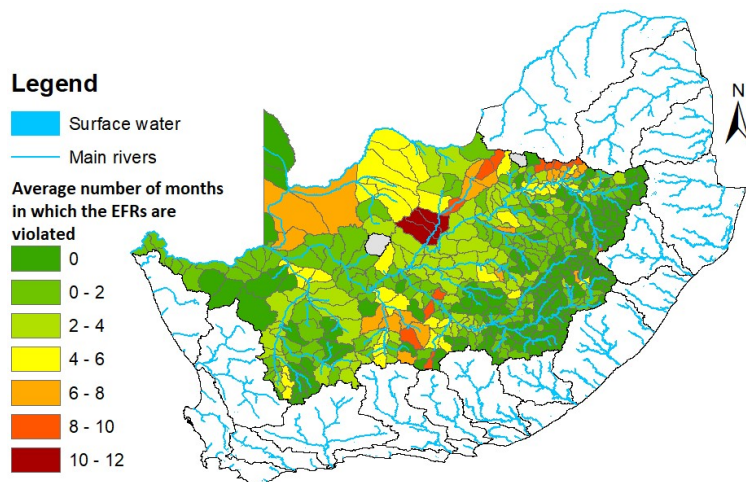 Legend
Surface water
Main rivers
Average number of months
in which the EFRs are
violated
0
0 - 2
2 - 4
4 - 6
6 - 8
8 - 10
10 - 12
N